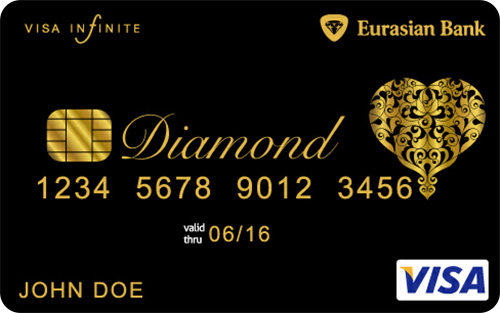 VISA INFINITE
Eurasian Bank
Diamond
1234 5678 9012 3456
valid
thru 06/16
JOHN DOE
VISA